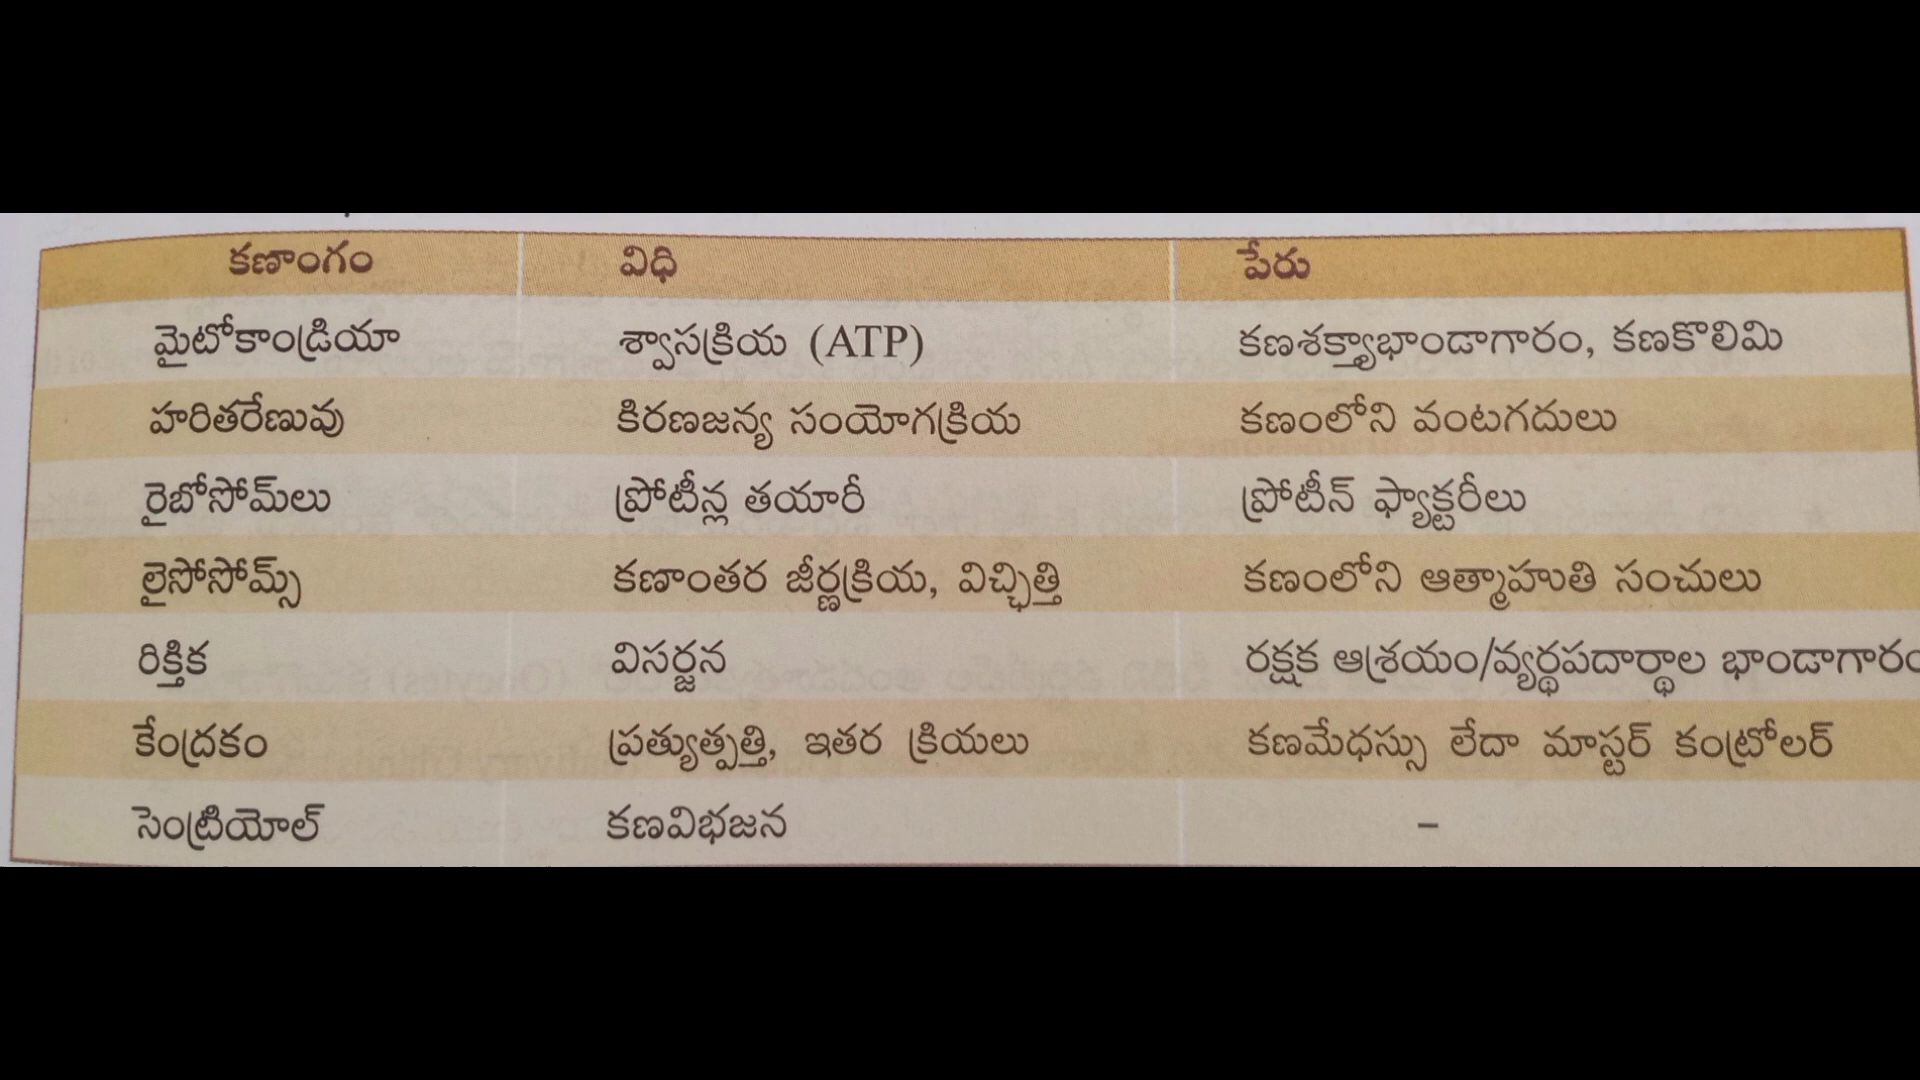 కణాంగం విధి పేరు
మైటోకాండ్రియా శ్వాసక్రియ (ATP) కణశక్త్యాభాండాగారం, కణకొలిమి
హరితరేణువు కిరణజన్య సంయోగక్రియ కణంలోని వంటగదులు
రైబోసోమ్‌లు ప్రోటీన్ల తయారీ ప్రోటీన్ ఫ్యాక్టరీలు
లైసోసోమ్స్ కణాంతర జీర్ణక్రియ, విచ్ఛిత్తి కణంలోని ఆత్మాహుతి సంచులు
రిక్తిక విసర్జన రక్షక ఆశ్రయం/వ్యర్థపదార్థాల భాండాగారం
కేంద్రకం ప్రత్యుత్పత్తి, ఇతర క్రియలు కణమేధస్సు లేదా మాస్టర్ కంట్రోలర్
సెంట్రియోల్ కణవిభజన –